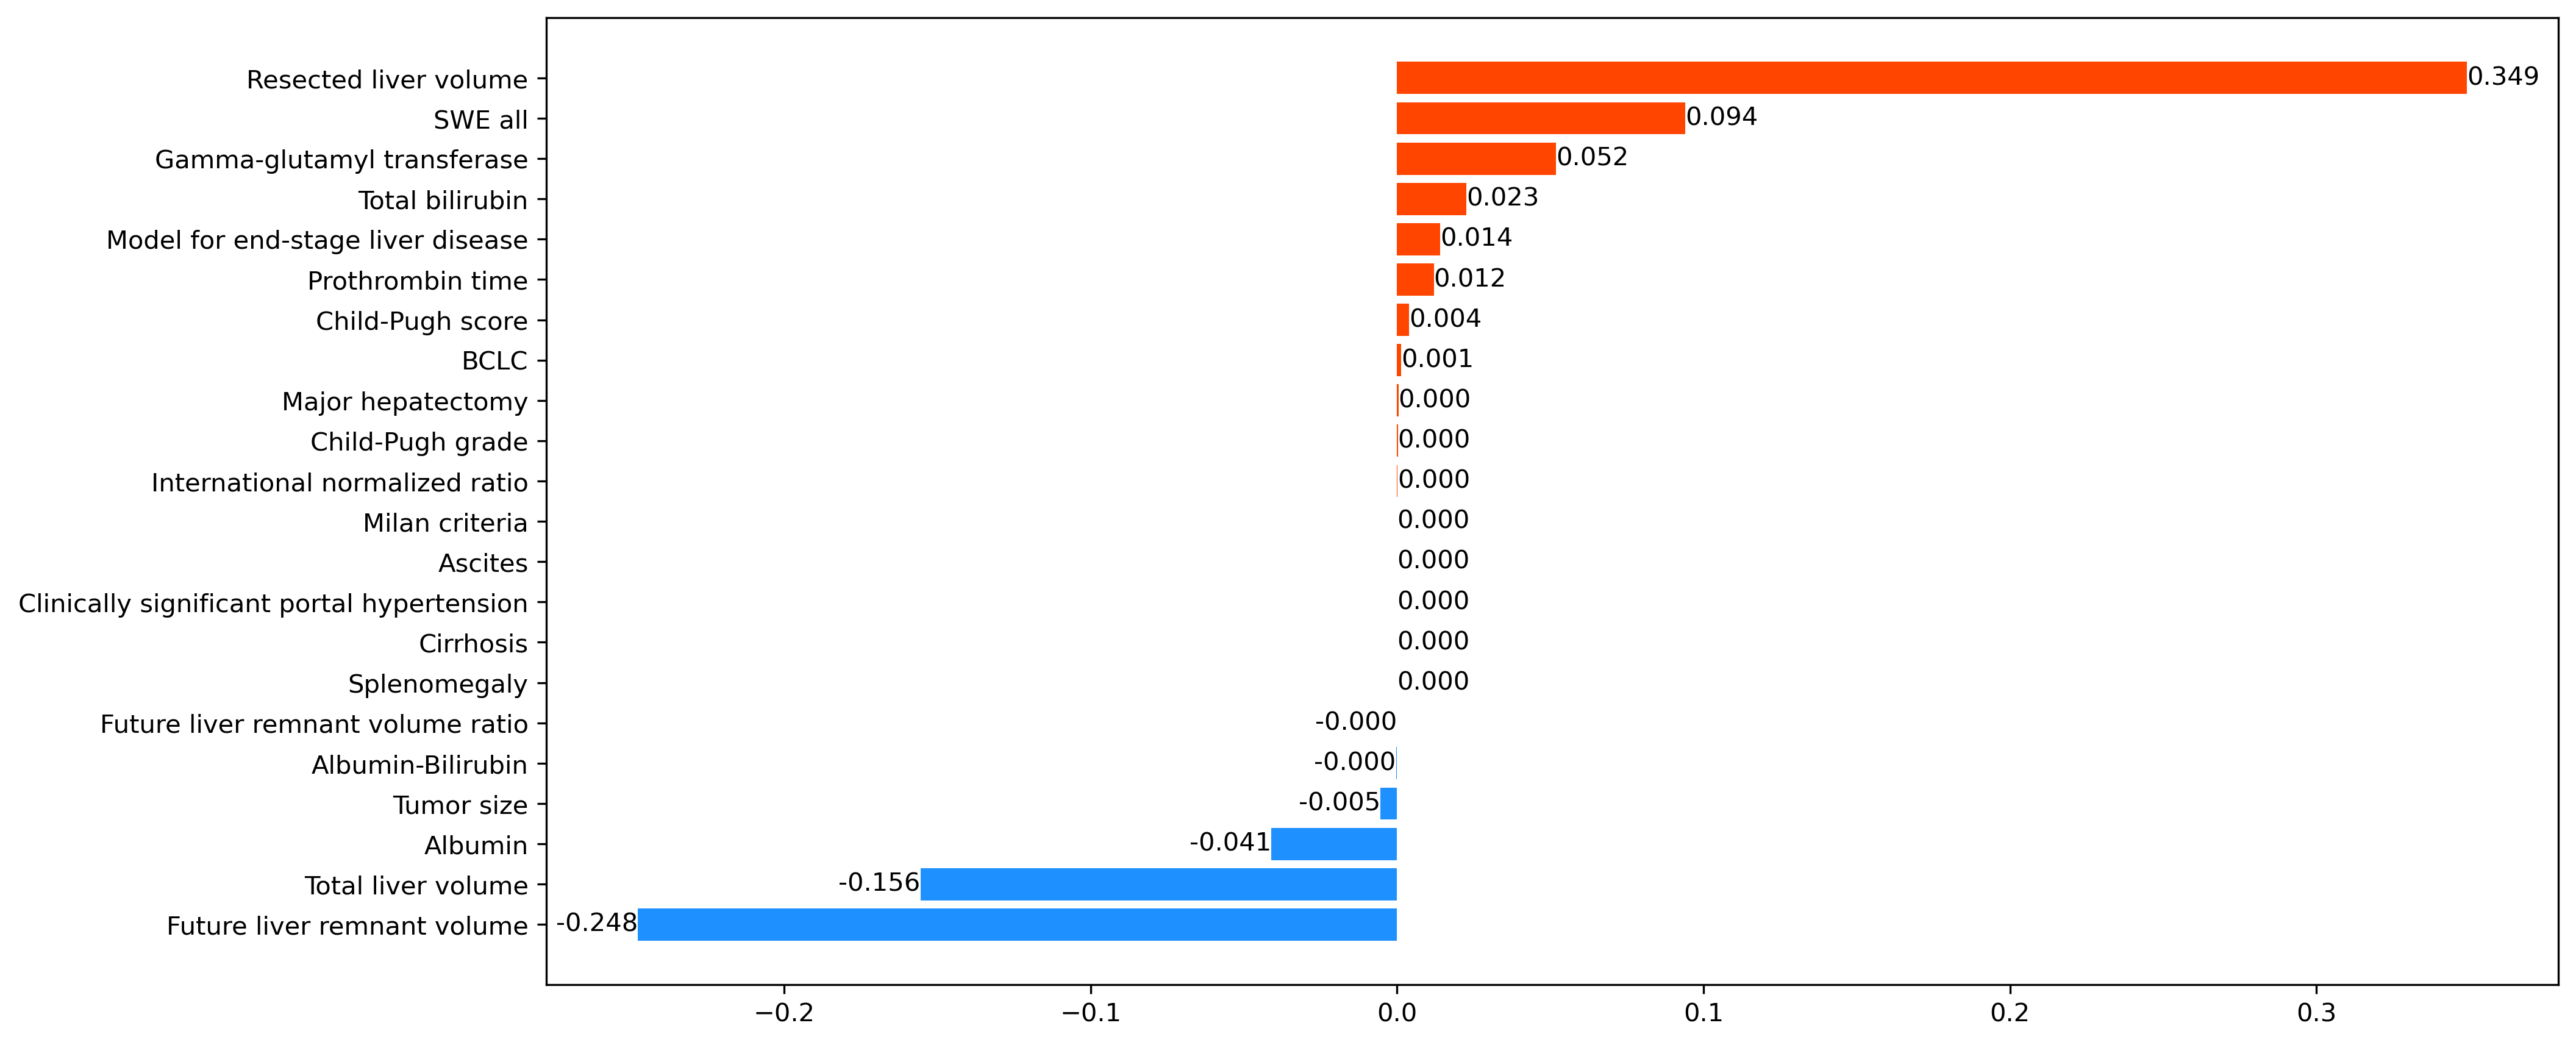 Resected liver volume 0.349
SWE all 0.094
Gamma-glutamyl transferase 0.052
Total bilirubin 0.023
Model for end-stage liver disease 0.014
Prothrombin time 0.012
Child-Pugh score 0.004
BCLC 0.001
Major hepatectomy 0.000
Child-Pugh grade 0.000
International normalized ratio 0.000
Milan criteria 0.000
Ascites 0.000
Clinically significant portal hypertension 0.000
Cirrhosis 0.000
Splenomegaly 0.000
Future liver remnant volume ratio -0.000
Albumin-Bilirubin -0.000
Tumor size -0.005
Albumin -0.041
Total liver volume -0.156
Future liver remnant volume -0.248
−0.2 −0.1 0.0 0.1 0.2 0.3